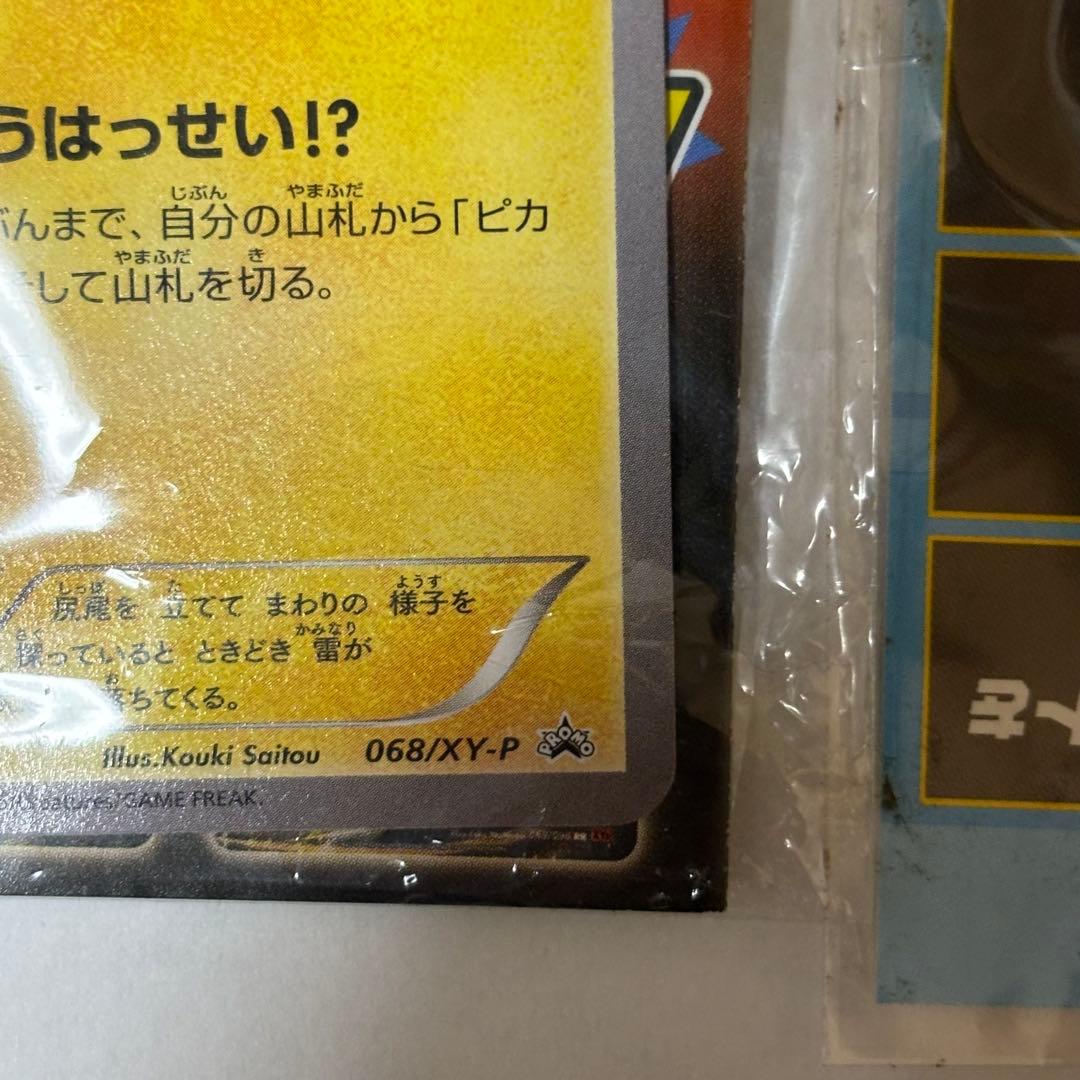 うはっせい!?
ぶんまで、自分の山札から「ピカ
そして山札を切る。
尻尾を 立てて まわりの 様子を
探っていると ときどき 雷が
落ちてくる。
Illus.Kouki Saitou 068/XY-P PROMO
/GAME FREAK.